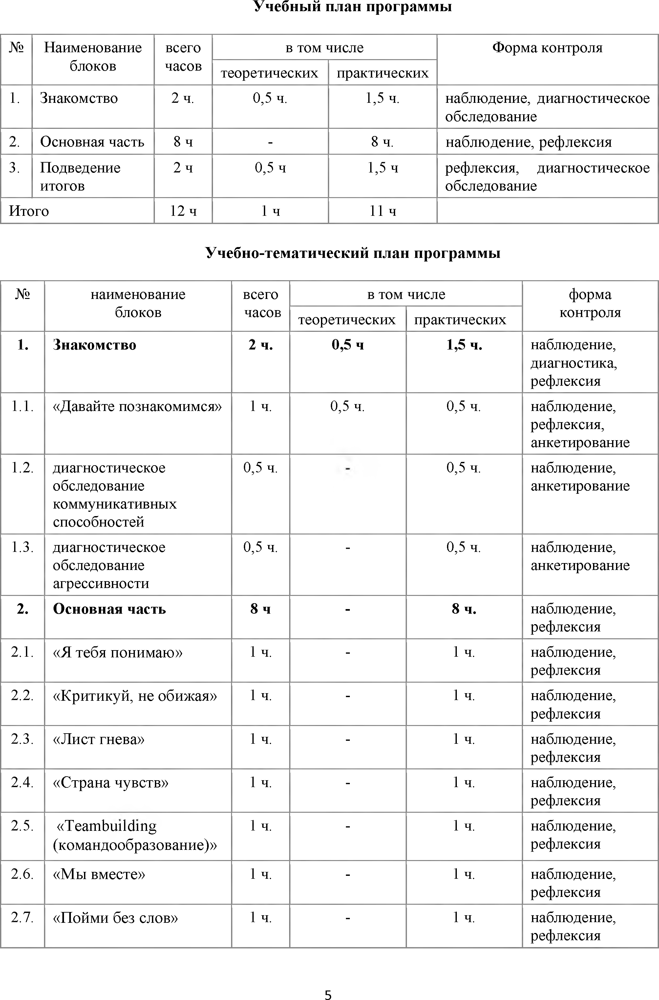 Учебный план программы
№ Наименование блоков всего часов в том числе Форма контроля
теоретических практических
1. Знакомство 2 ч. 0,5 ч. 1,5 ч. наблюдение, диагностическое
обследование
2. Основная часть 8 ч - 8 ч. наблюдение, рефлексия
3. Подведение 2 ч 0,5 ч 1,5 ч рефлексия, диагностическое
итогов обследование
Итого 12 ч 1 ч 11 ч
Учебно-тематический план программы
№ наименование всего в том числе форма
блоков часов контроля
теоретических практических
1. Знакомство 2 ч. 0,5 ч 1,5 ч. наблюдение,
диагностика,
рефлексия
1.1. «Давайте познакомимся» 1 ч. 0,5 ч. 0,5 ч. наблюдение,
рефлексия,
анкетирование
1.2. диагностическое 0,5 ч. - 0,5 ч. наблюдение,
обследование анкетирование
коммуникативных
способностей
1.3. диагностическое 0,5 ч. - 0,5 ч. наблюдение,
обследование анкетирование
агрессивности
2. Основная часть 8 ч - 8 ч. наблюдение,
рефлексия
2.1. «Я тебя понимаю» 1 ч. - 1 ч. наблюдение,
рефлексия
2.2. «Критикуй, не обижая» 1 ч. - 1 ч. наблюдение,
рефлексия
2.3. «Лист гнева» 1 ч. - 1 ч. наблюдение,
рефлексия
2.4. «Страна чувств» 1 ч. - 1 ч. наблюдение,
рефлексия
2.5. «Teambuilding 1 ч. - 1 ч. наблюдение,
(командообразование)» рефлексия
2.6. «Мы вместе» 1 ч. - 1 ч. наблюдение,
рефлексия
2.7. «Пойми без слов» 1 ч. - 1 ч. наблюдение,
рефлексия
5